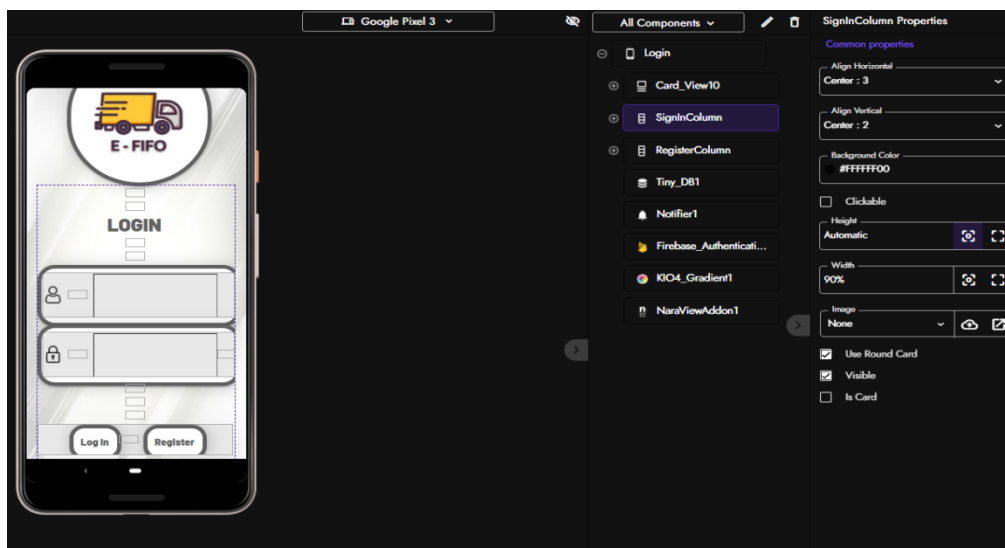 Google Pixel 3
All Components
SignInColumn Properties
Common properties
Login
Card_View10
SignInColumn
RegisterColumn
Tiny_DB1
Notifier1
Firebase_Authenticati...
KIO4_Gradient1
NaraViewAddon1
Align Horizontal
Center : 3
Align Vertical
Center : 2
Background Color
#FFFFFF00
Clickable
Height
Automatic
Width
90%
Image
None
Use Round Card
Visible
Is Card
E - FIFO
LOGIN
Log In
Register